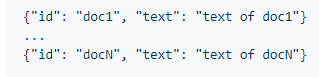 {"id": "doc1", "text": "text of doc1"}
...
{"id": "docN", "text": "text of docN"}